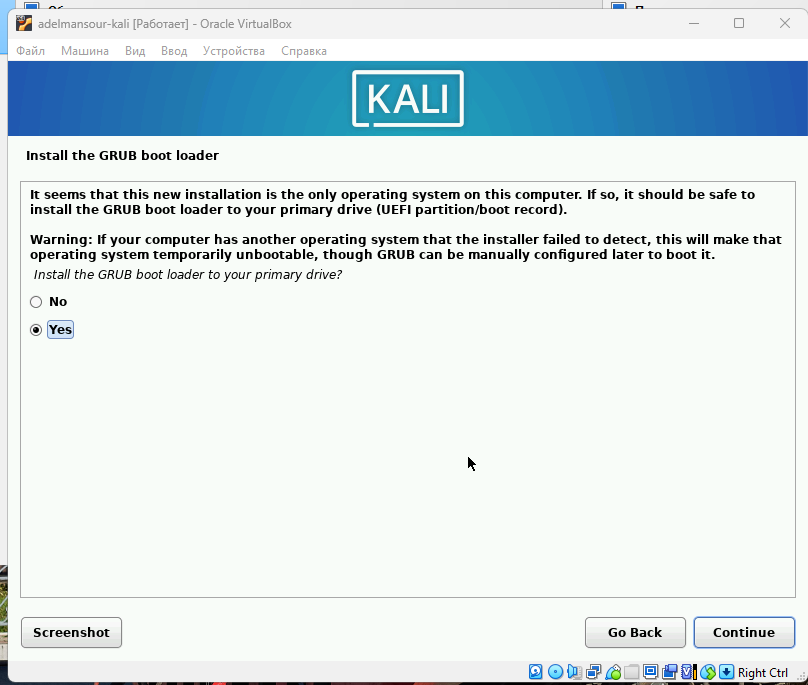 adelmansour-kali [Работает] - Oracle VirtualBox
Файл Машина Вид Ввод Устройства Справка
KALI
Install the GRUB boot loader
It seems that this new installation is the only operating system on this computer. If so, it should be safe to
install the GRUB boot loader to your primary drive (UEFI partition/boot record).
Warning: If your computer has another operating system that the installer failed to detect, this will make that
operating system temporarily unbootable, though GRUB can be manually configured later to boot it.
Install the GRUB boot loader to your primary drive?
No
Yes
Screenshot Go Back Continue
Right Ctrl